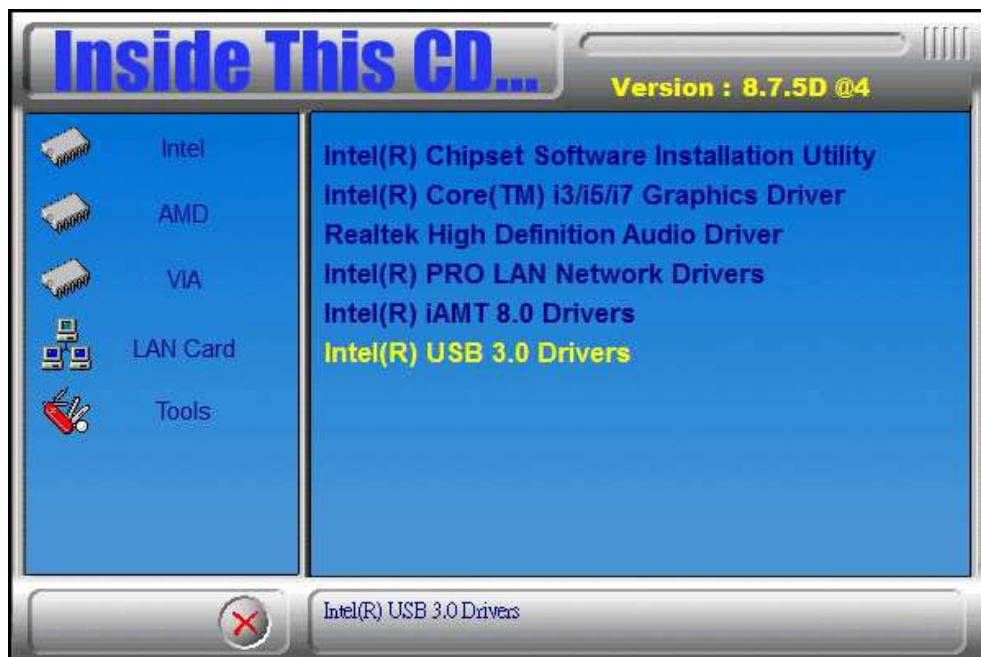 Inside This CD...
Version : 8.7.5D @4
Intel
AMD
VIA
LAN Card
Tools
Intel(R) Chipset Software Installation Utility
Intel(R) Core(TM) i3/i5/i7 Graphics Driver
Realtek High Definition Audio Driver
Intel(R) PRO LAN Network Drivers
Intel(R) iAMT 8.0 Drivers
Intel(R) USB 3.0 Drivers
Intel(R) USB 3.0 Drivers